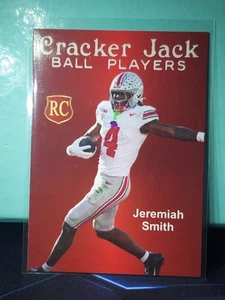 Cracker Jack
BALL PLAYERS
RC
4
Jeremiah
Smith